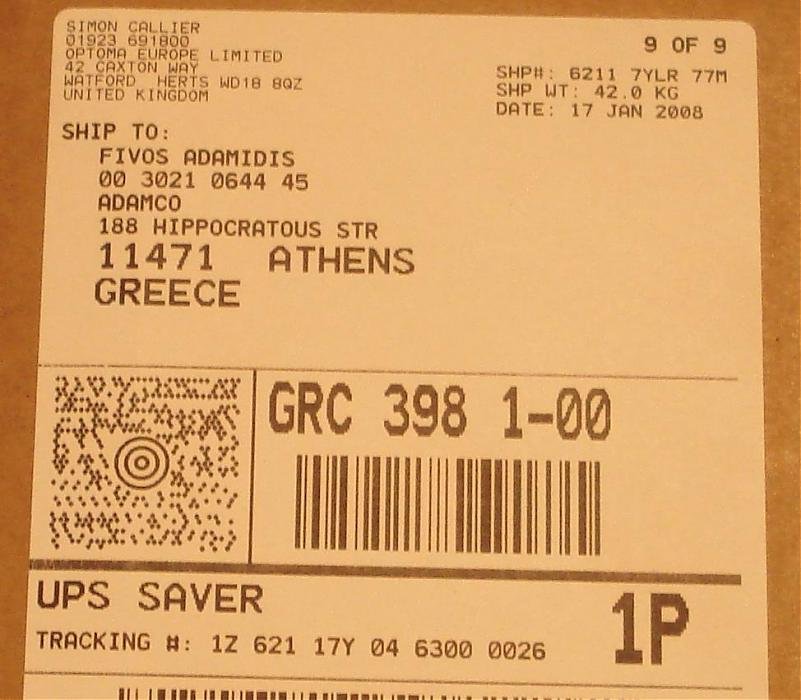 SIMON CALLIER
01923 691800
OPTOMA EUROPE LIMITED
42 CAXTON WAY
WATFORD HERTS WD18 8QZ
UNITED KINGDOM
9 OF 9
SHP#: 6211 7YLR 77M
SHP WT: 42.0 KG
DATE: 17 JAN 2008
SHIP TO:
FIVOS ADAMIDIS
00 3021 0644 45
ADAMCO
188 HIPPOCRATOUS STR
11471 ATHENS
GREECE
GRC 398 1-00
UPS SAVER
1P
TRACKING #: 1Z 621 17Y 04 6300 0026